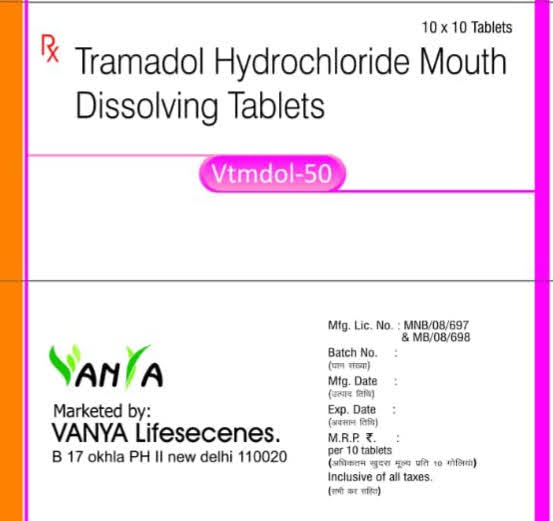 10 x 10 Tablets
Rx Tramadol Hydrochloride Mouth
Dissolving Tablets
Vtmdol-50
VANYA
Marketed by:
VANYA Lifesecenes.
B 17 okhla PH II new delhi 110020
Mfg. Lic. No. : MNB/08/697
& MB/08/698
Batch No. :
(घान संख्या)
Mfg. Date :
(उत्पाद तिथि)
Exp. Date :
(अवसान तिथि)
M.R.P. ₹. :
per 10 tablets
(अधिकतम खुदरा मूल्य प्रति 10 गोलियां)
Inclusive of all taxes.
(सभी कर सहित)